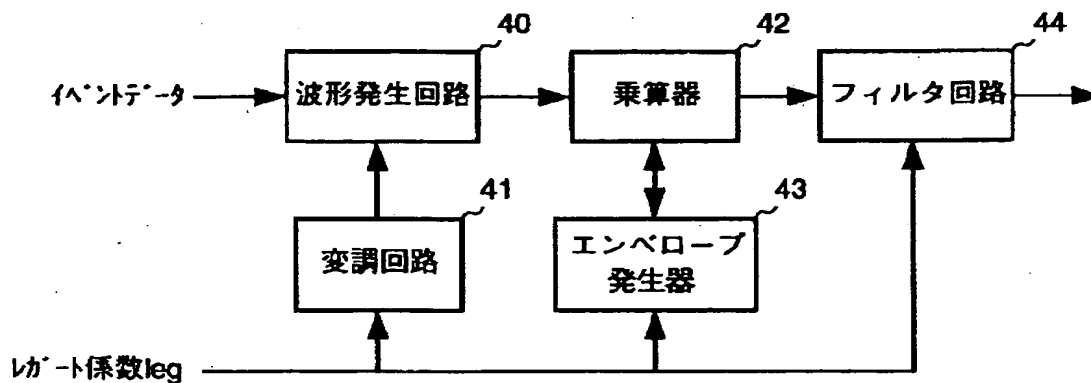 40
42
44
ｲﾍﾞﾝﾄﾃﾞｰﾀ
波形発生回路
乗算器
フィルタ回路
41
43
変調回路
エンベロープ
発生器
ﾚｶﾞｰﾄ係数leg